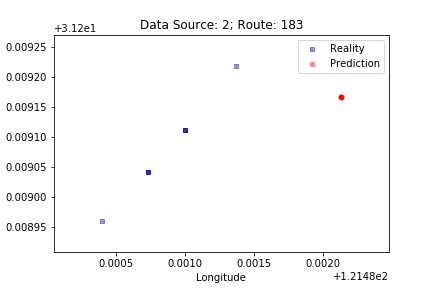 Data Source: 2; Route: 183
+3.12e1
0.00925
0.00920
0.00915
0.00910
0.00905
0.00900
0.00895
Reality
Prediction
0.0005 0.0010 0.0015 0.0020
Longitude
+1.2148e2